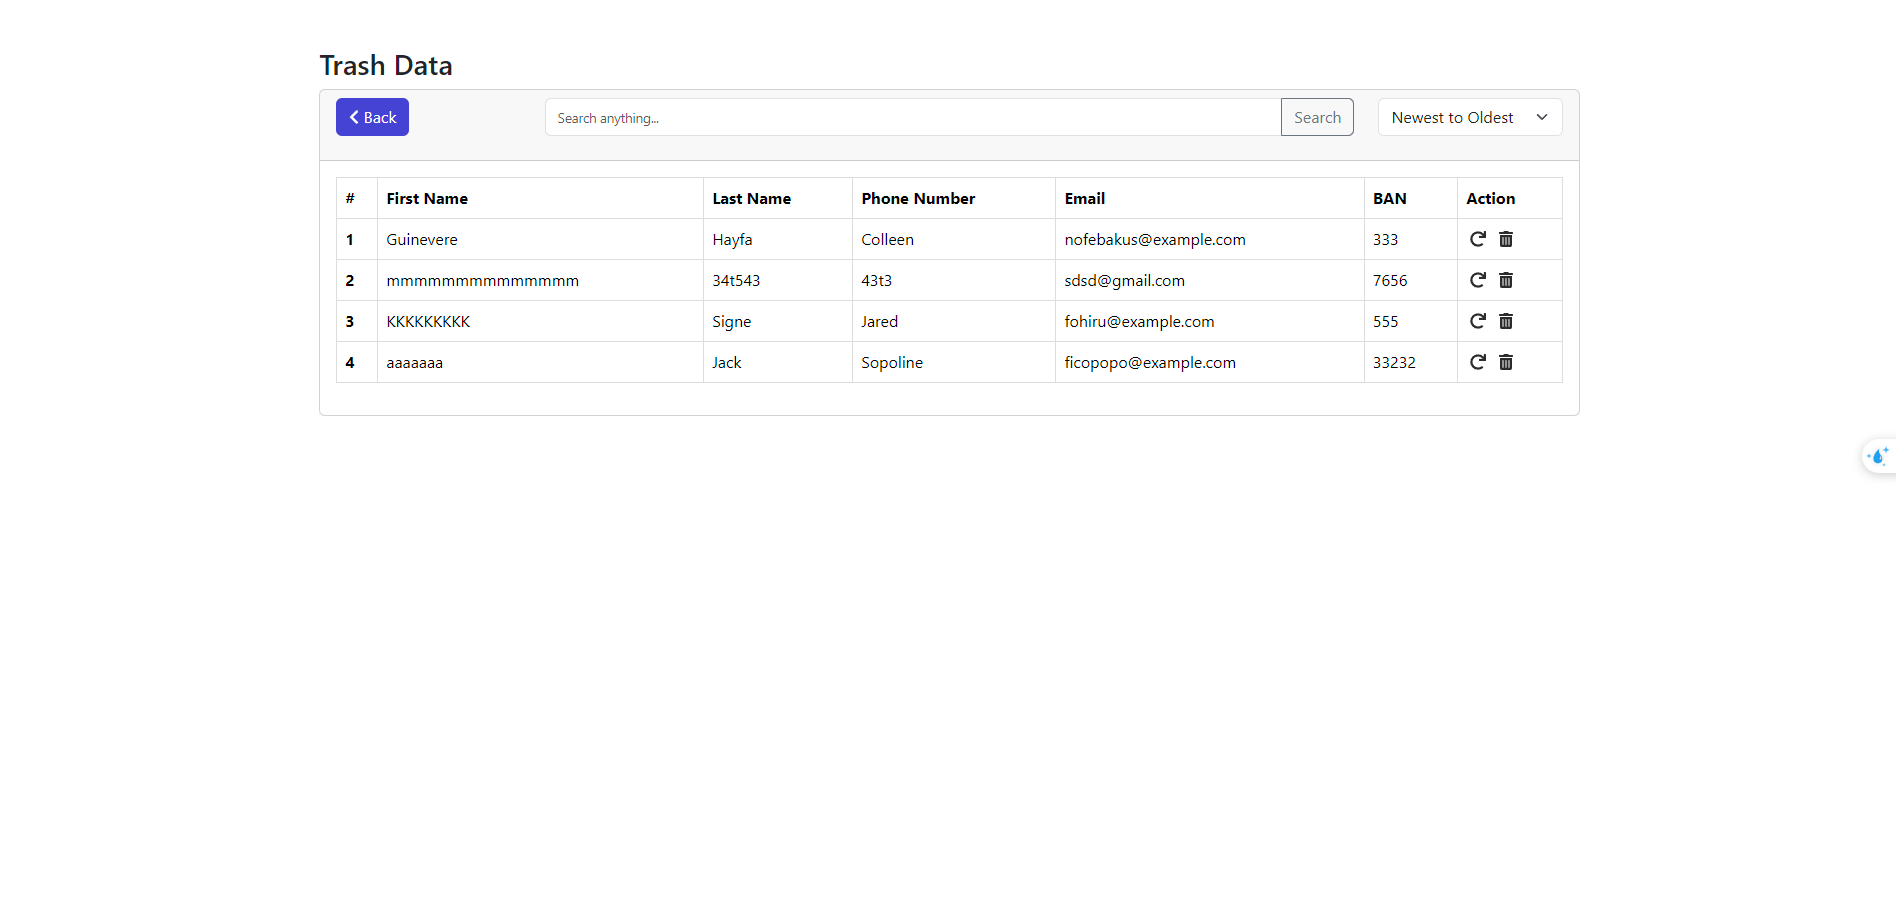 Trash Data
Back
Search anything...
Search
Newest to Oldest
# First Name Last Name Phone Number Email BAN Action
1 Guinevere Hayfa Colleen nofebakus@example.com 333
2 mmmmmmmmmmmmmm 34t543 43t3 sdsd@gmail.com 7656
3 KKKKKKKKK Signe Jared fohiru@example.com 555
4 aaaaaaa Jack Sopoline ficopopo@example.com 33232